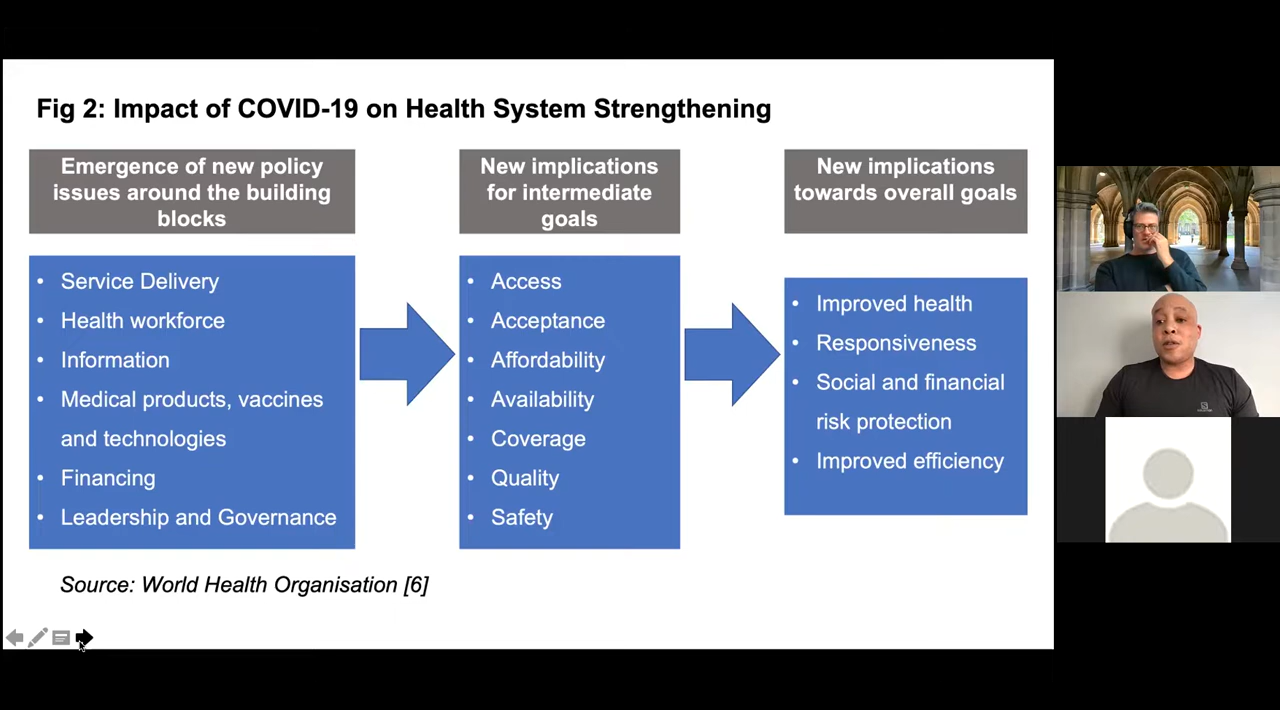 Fig 2: Impact of COVID-19 on Health System Strengthening
Emergence of new policy
issues around the building
blocks
• Service Delivery
• Health workforce
• Information
• Medical products, vaccines
and technologies
• Financing
• Leadership and Governance
New implications
for intermediate
goals
• Access
• Acceptance
• Affordability
• Availability
• Coverage
• Quality
• Safety
New implications
towards overall goals
• Improved health
• Responsiveness
• Social and financial
risk protection
• Improved efficiency
Source: World Health Organisation [6]